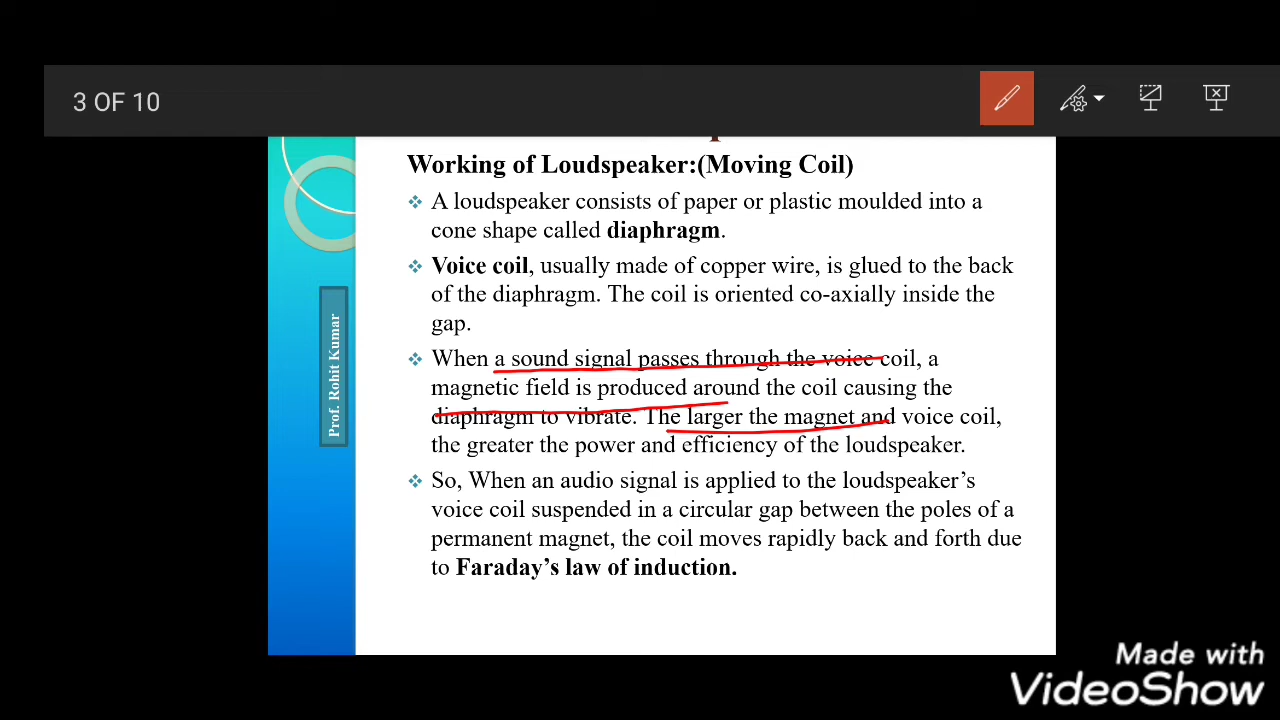 3 OF 10
Working of Loudspeaker:(Moving Coil)
❖ A loudspeaker consists of paper or plastic moulded into a
cone shape called diaphragm.
❖ Voice coil, usually made of copper wire, is glued to the back
of the diaphragm. The coil is oriented co-axially inside the
gap.
❖ When a sound signal passes through the voice coil, a
magnetic field is produced around the coil causing the
diaphragm to vibrate. The larger the magnet and voice coil,
the greater the power and efficiency of the loudspeaker.
❖ So, When an audio signal is applied to the loudspeaker’s
voice coil suspended in a circular gap between the poles of a
permanent magnet, the coil moves rapidly back and forth due
to Faraday’s law of induction.
Prof. Rohit Kumar
Made with
VideoShow